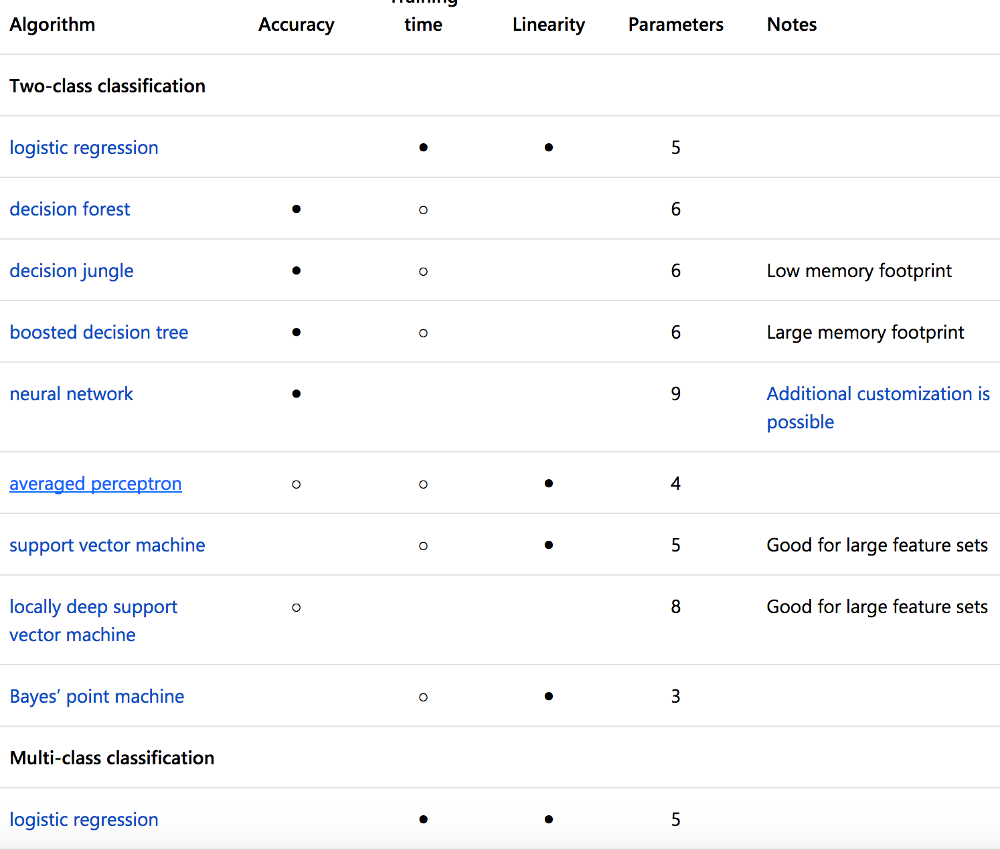 Training
Algorithm Accuracy time Linearity Parameters Notes
Two-class classification
logistic regression ● ● 5
decision forest ● ○ 6
decision jungle ● ○ 6 Low memory footprint
boosted decision tree ● ○ 6 Large memory footprint
neural network ● 9 Additional customization is
possible
averaged perceptron ○ ○ ● 4
support vector machine ○ ● 5 Good for large feature sets
locally deep support ○ 8 Good for large feature sets
vector machine
Bayes’ point machine ○ ● 3
Multi-class classification
logistic regression ● ● 5